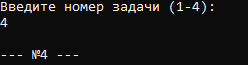 Введите номер задачи (1-4):
4
--- №4 ---